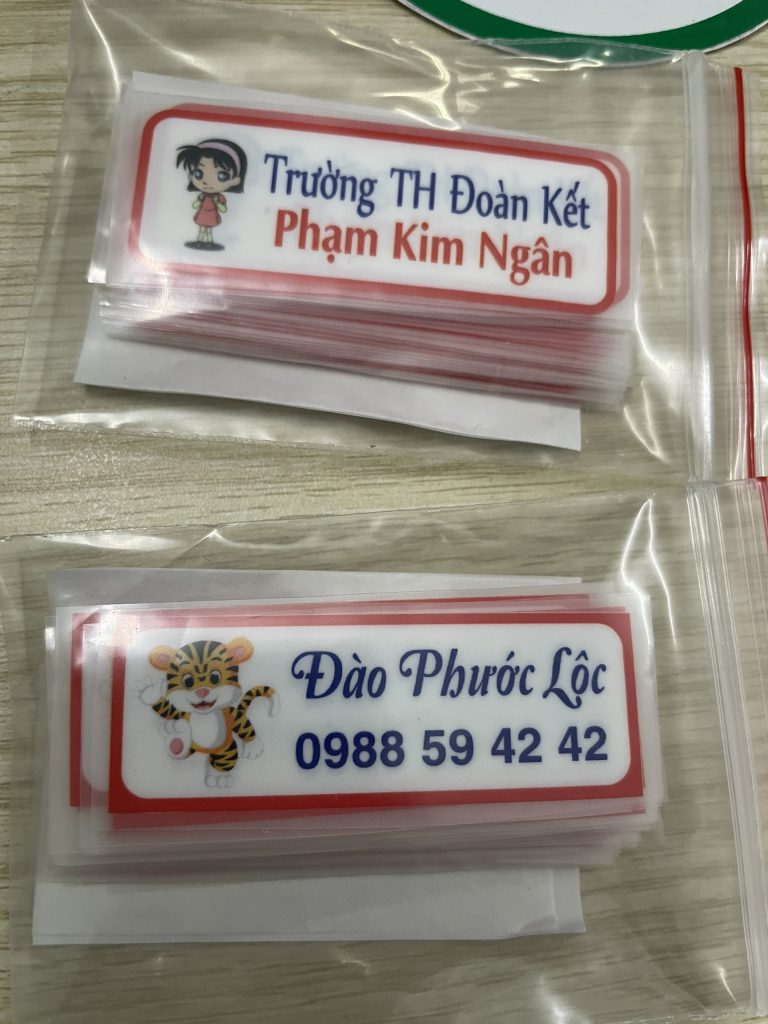 Trường TH Đoàn Kết
Phạm Kim Ngân
Đào Phước Lộc
0988 59 42 42